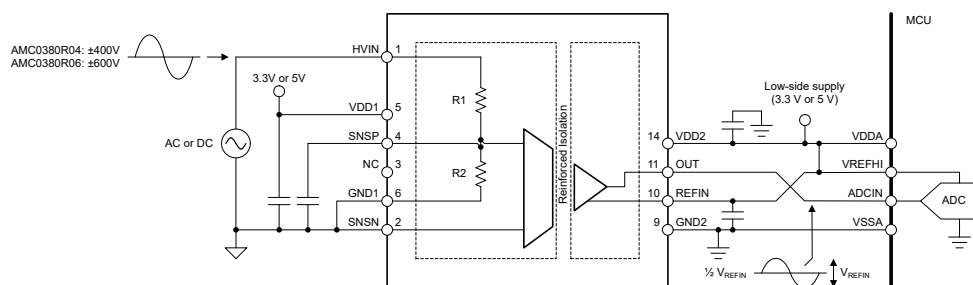 MCU
AMC0380R04: ±400V
AMC0380R06: ±600V
HVIN
1
3.3V or 5V
VDD1
5
R1
SNSP
4
AC or DC
NC
3
R2
GND1
6
SNSN
2
Reinforced Isolation
Low-side supply
(3.3 V or 5 V)
14
VDD2
VDDA
11
OUT
VREFHI
10
REFIN
ADCIN
ADC
9
GND2
VSSA
½ VREFIN
VREFIN